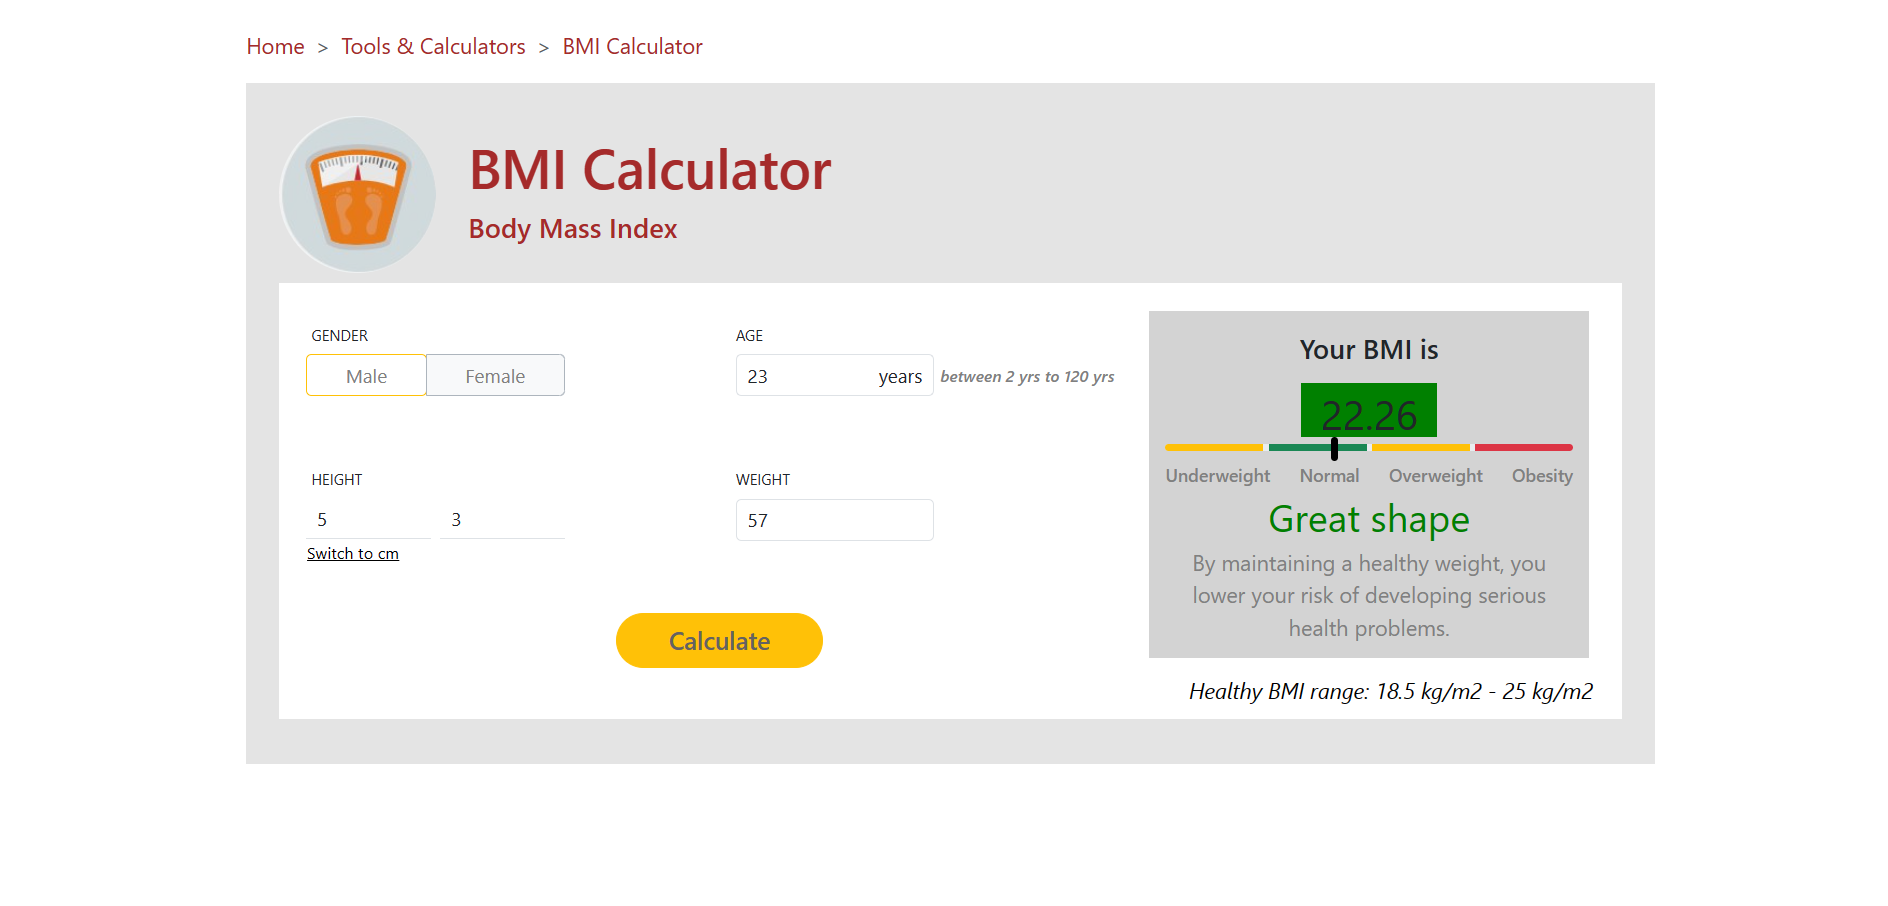 Home > Tools & Calculators > BMI Calculator
BMI Calculator
Body Mass Index
GENDER
Male Female
AGE
23 years between 2 yrs to 120 yrs
HEIGHT
5 3
Switch to cm
WEIGHT
57
Calculate
Your BMI is
22.26
Underweight Normal Overweight Obesity
Great shape
By maintaining a healthy weight, you
lower your risk of developing serious
health problems.
Healthy BMI range: 18.5 kg/m2 - 25 kg/m2